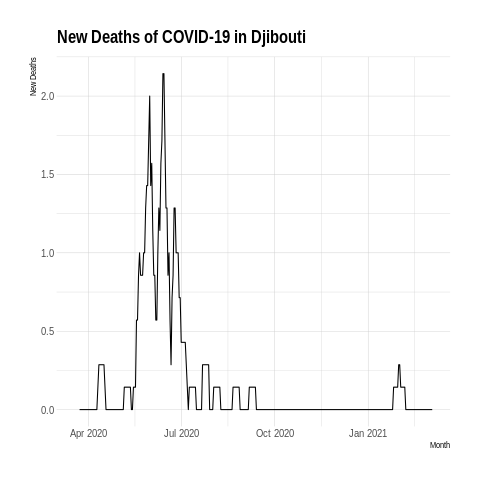 New Deaths of COVID-19 in Djibouti
New Deaths
2.0
1.5
1.0
0.5
0.0
Apr 2020 Jul 2020 Oct 2020 Jan 2021
Month